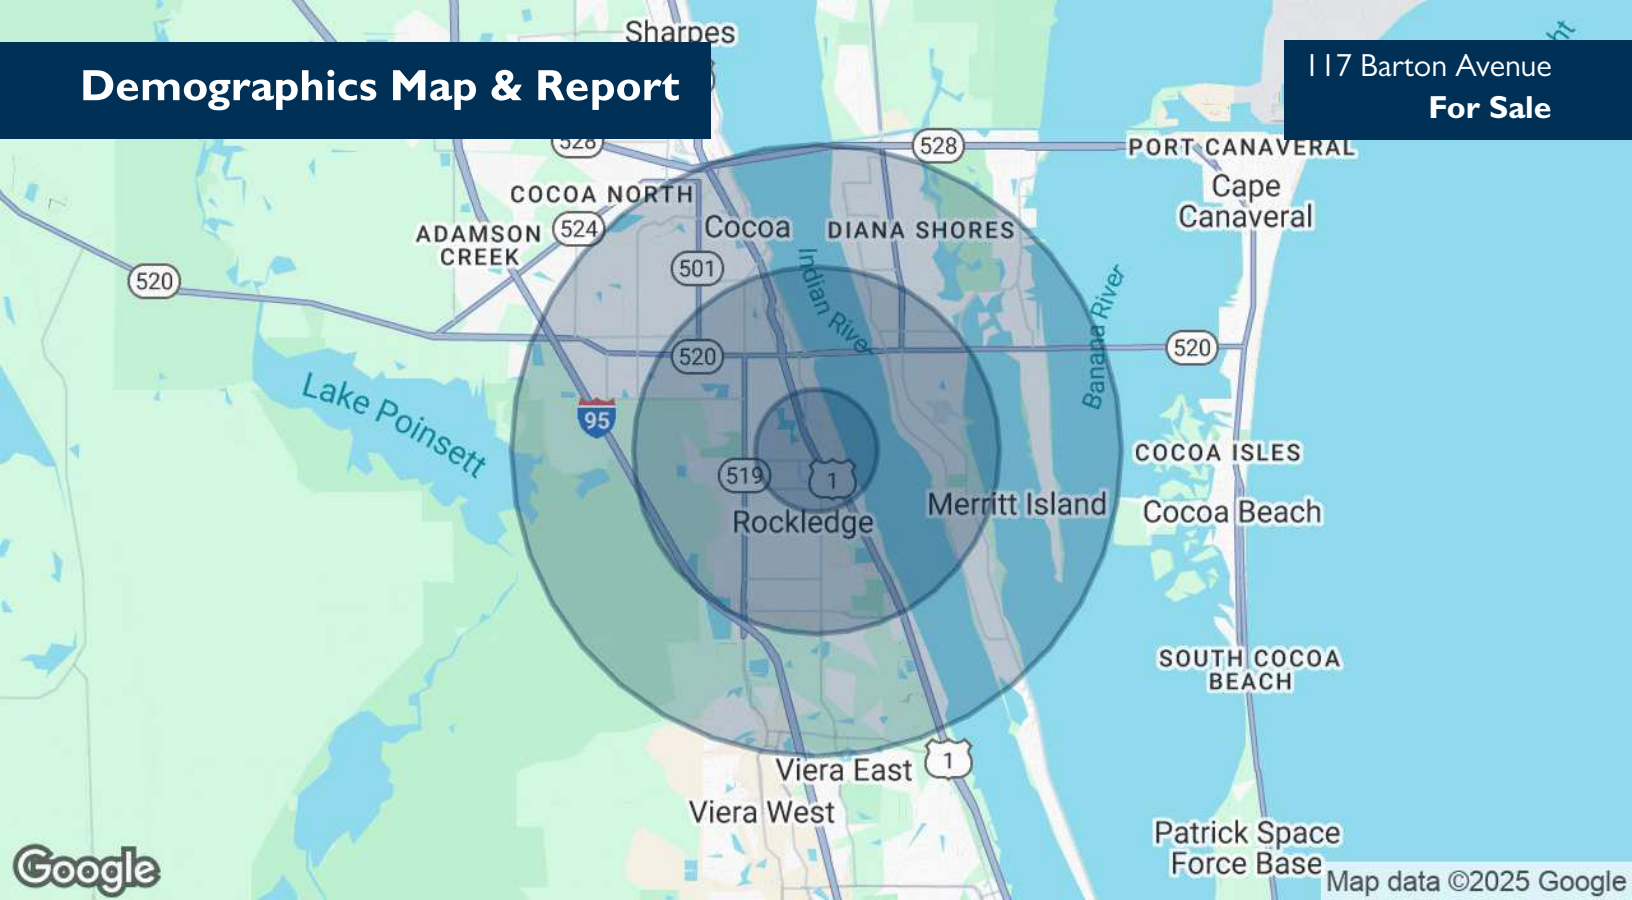 Sharpes
Demographics Map & Report
117 Barton Avenue
For Sale
528
528
PORT CANAVERAL
COCOA NORTH
Cape
Canaveral
524
Cocoa
DIANA SHORES
ADAMSON
CREEK
501
520
Indian River
Banana River
520
520
Lake Poinsett
95
COCOA ISLES
519
1
Merritt Island
Cocoa Beach
Rockledge
SOUTH COCOA
BEACH
Viera East
1
Viera West
Patrick Space
Force Base
Google
Map data ©2025 Google